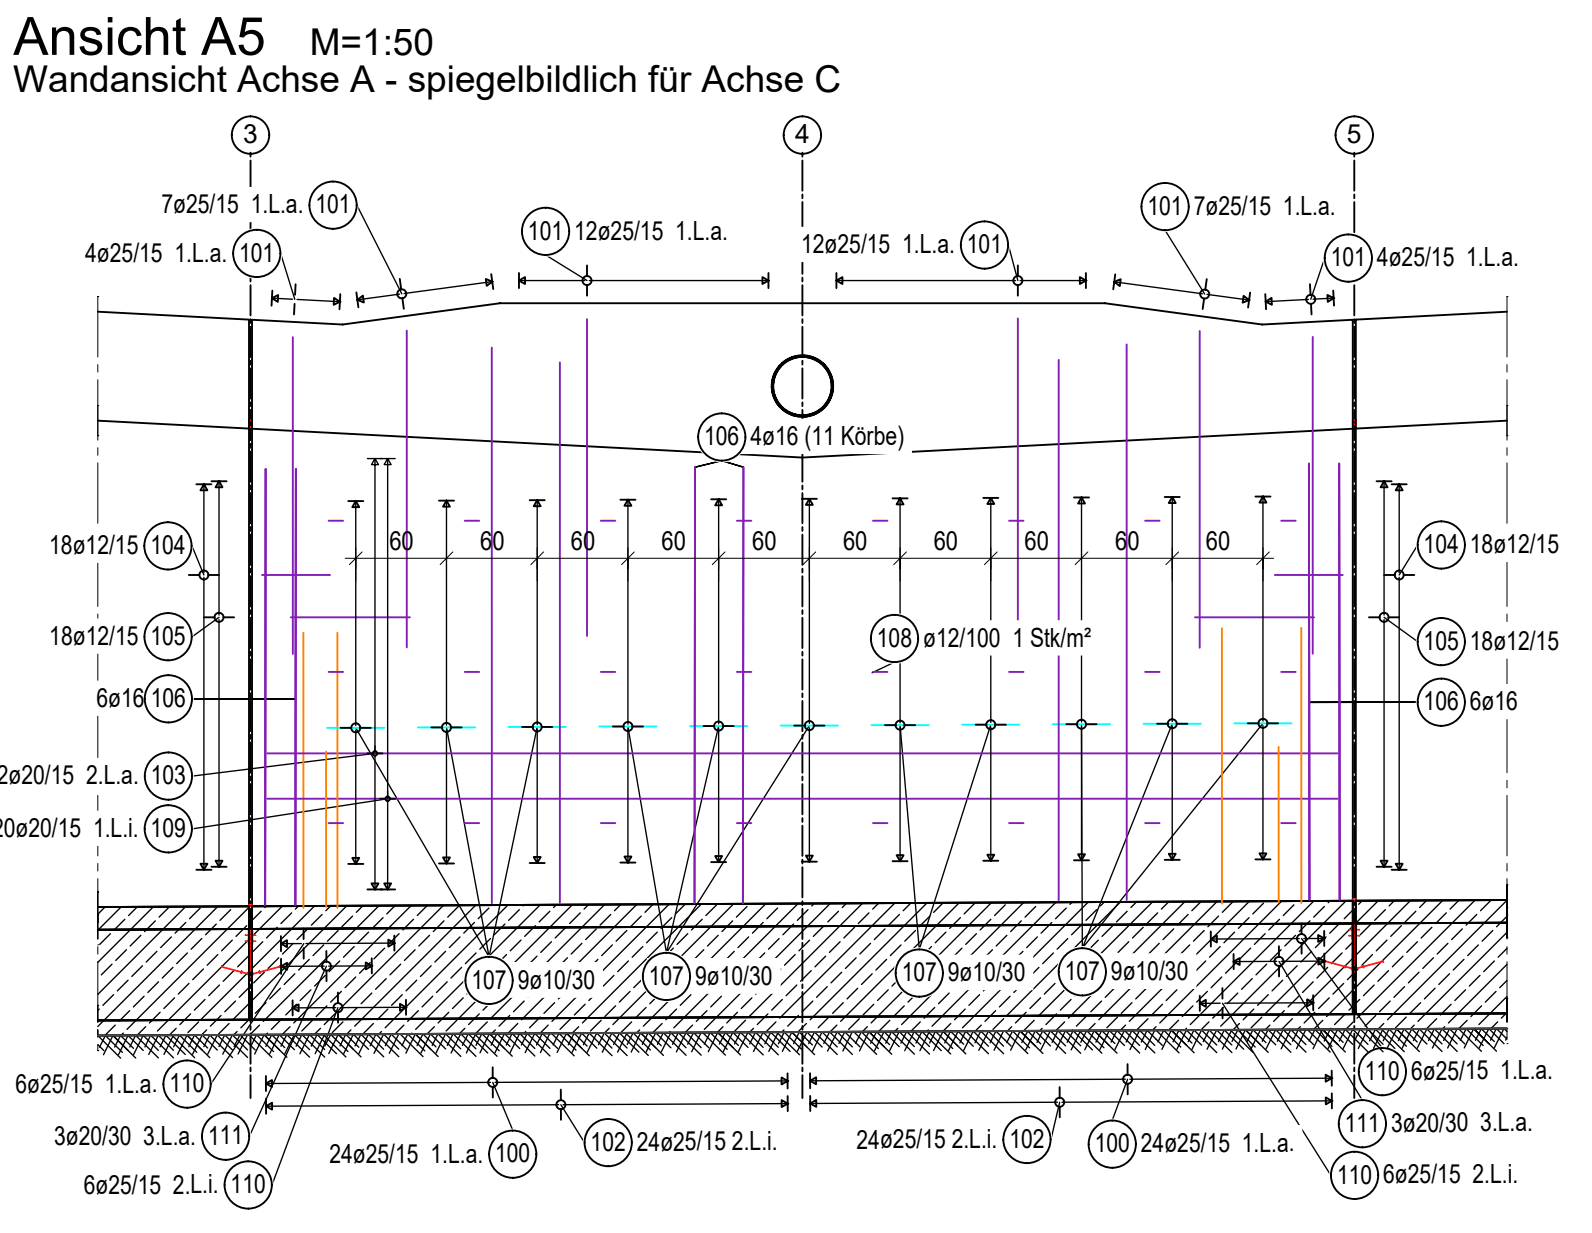 Ansicht A5 M=1:50
Wandansicht Achse A - spiegelbildlich für Achse C
3 4 5
7ø25/15 1.L.a. 101
101 7ø25/15 1.L.a.
101 12ø25/15 1.L.a.
12ø25/15 1.L.a. 101
4ø25/15 1.L.a. 101
101 4ø25/15 1.L.a.
106 4ø16 (11 Körbe)
60 60 60 60 60 60 60 60 60 60
18ø12/15 104
104 18ø12/15
18ø12/15 105
108 ø12/100 1 Stk/m²
105 18ø12/15
6ø16 106
106 6ø16
2ø20/15 2.L.a. 103
20ø20/15 1.L.i. 109
107 9ø10/30
107 9ø10/30
107 9ø10/30
107 9ø10/30
6ø25/15 1.L.a. 110
110 6ø25/15 1.L.a.
3ø20/30 3.L.a. 111
111 3ø20/30 3.L.a.
24ø25/15 1.L.a. 100
102 24ø25/15 2.L.i.
24ø25/15 2.L.i. 102
100 24ø25/15 1.L.a.
6ø25/15 2.L.i. 110
110 6ø25/15 2.L.i.